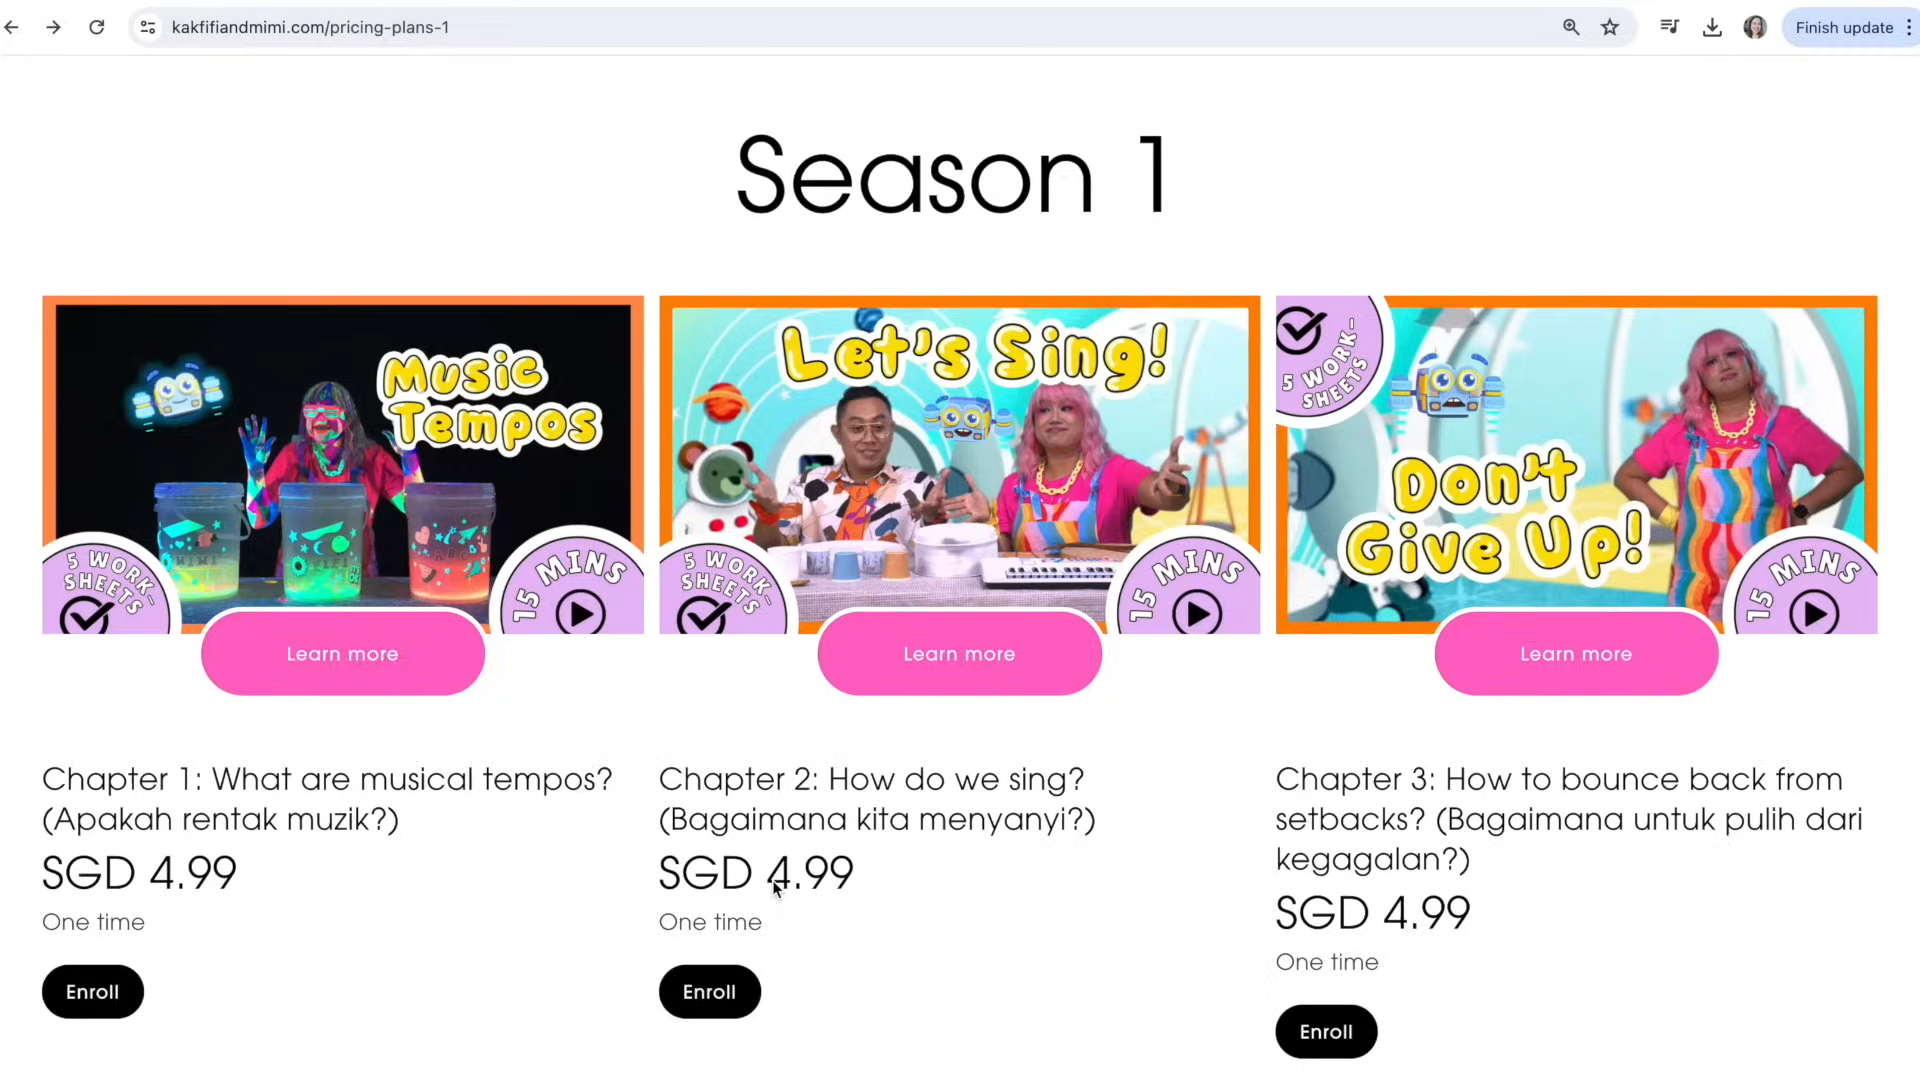 kakfifiandmimi.com/pricing-plans-1
Finish update
Season 1
Music
Tempos
5 WORK-
SHEETS
15 MINS
Let's Sing!
5 WORK-
SHEETS
15 MINS
5 WORK-
SHEETS
Don't
Give Up!
15 MINS
Learn more
Learn more
Learn more
Chapter 1: What are musical tempos?
(Apakah rentak muzik?)
SGD 4.99
One time
Enroll
Chapter 2: How do we sing?
(Bagaimana kita menyanyi?)
SGD 4.99
One time
Enroll
Chapter 3: How to bounce back from
setbacks? (Bagaimana untuk pulih dari
kegagalan?)
SGD 4.99
One time
Enroll